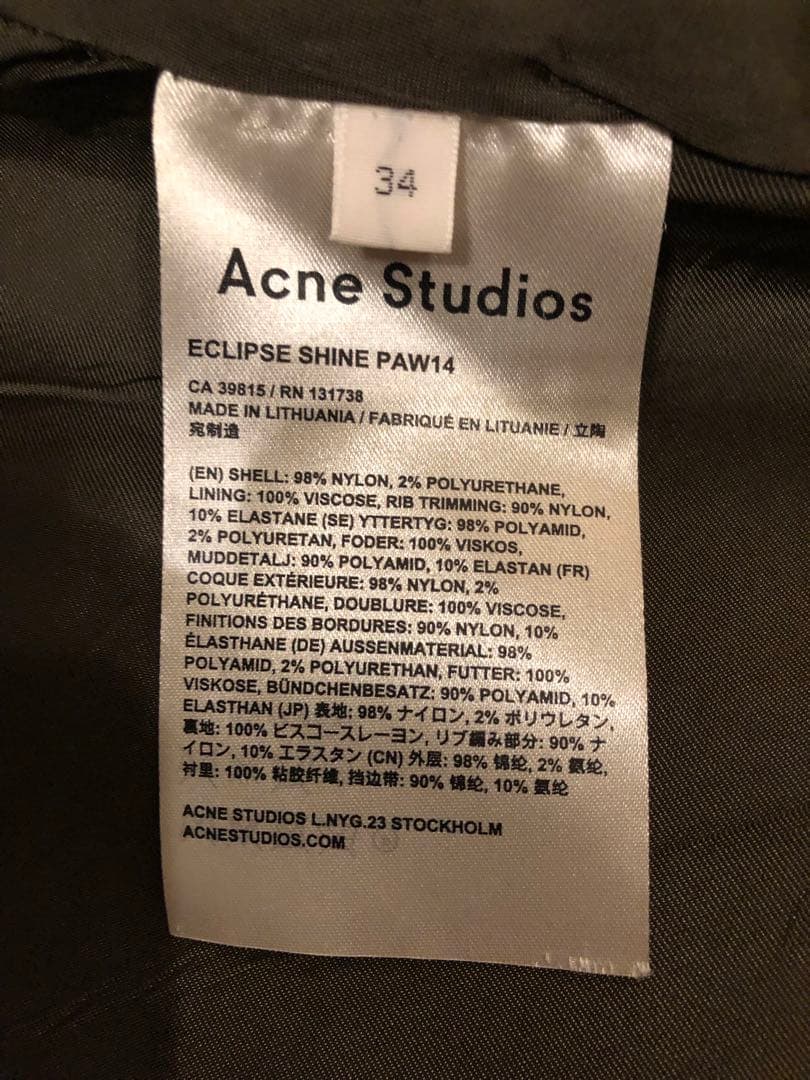 34
Acne Studios
ECLIPSE SHINE PAW14
CA 39815 / RN 131738
MADE IN LITHUANIA / FABRIQUÉ EN LITUANIE / 立陶
宛制造
(EN) SHELL: 98% NYLON, 2% POLYURETHANE,
LINING: 100% VISCOSE, RIB TRIMMING: 90% NYLON,
10% ELASTANE (SE) YTTERTYG: 98% POLYAMID,
2% POLYURETAN, FODER: 100% VISKOS,
MUDDETALJ: 90% POLYAMID, 10% ELASTAN (FR)
COQUE EXTÉRIEURE: 98% NYLON, 2%
POLYURÉTHANE, DOUBLURE: 100% VISCOSE,
FINITIONS DES BORDURES: 90% NYLON, 10%
ÉLASTHANE (DE) AUSSENMATERIAL: 98%
POLYAMID, 2% POLYURETHAN, FUTTER: 100%
VISKOSE, BÜNDCHENBESATZ: 90% POLYAMID, 10%
ELASTHAN (JP) 表地: 98% ナイロン, 2% ポリウレタン,
裏地: 100% ビスコースレーヨン, リブ編み部分: 90% ナ
イロン, 10% エラスタン (CN) 外层: 98% 锦纶, 2% 氨纶,
衬里: 100% 粘胶纤维, 挡边带: 90% 锦纶, 10% 氨纶
ACNE STUDIOS L.NYG.23 STOCKHOLM
ACNESTUDIOS.COM